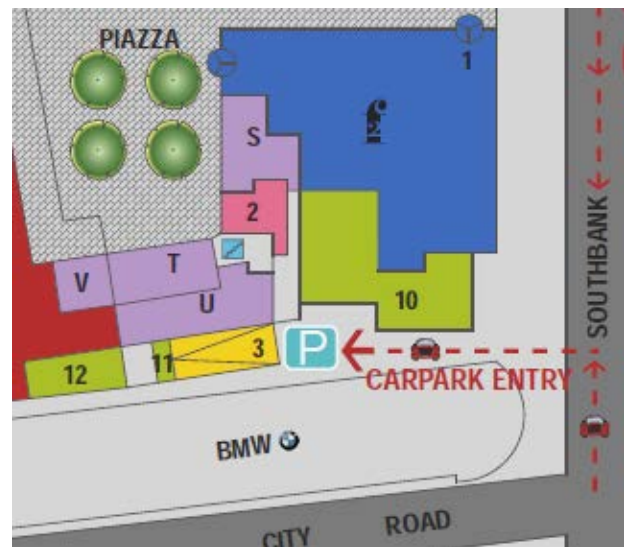 PIAZZA
1
S
2
T
V
U
10
SOUTHBANK
3
P
11
12
CARPARK ENTRY
BMW
CITY ROAD